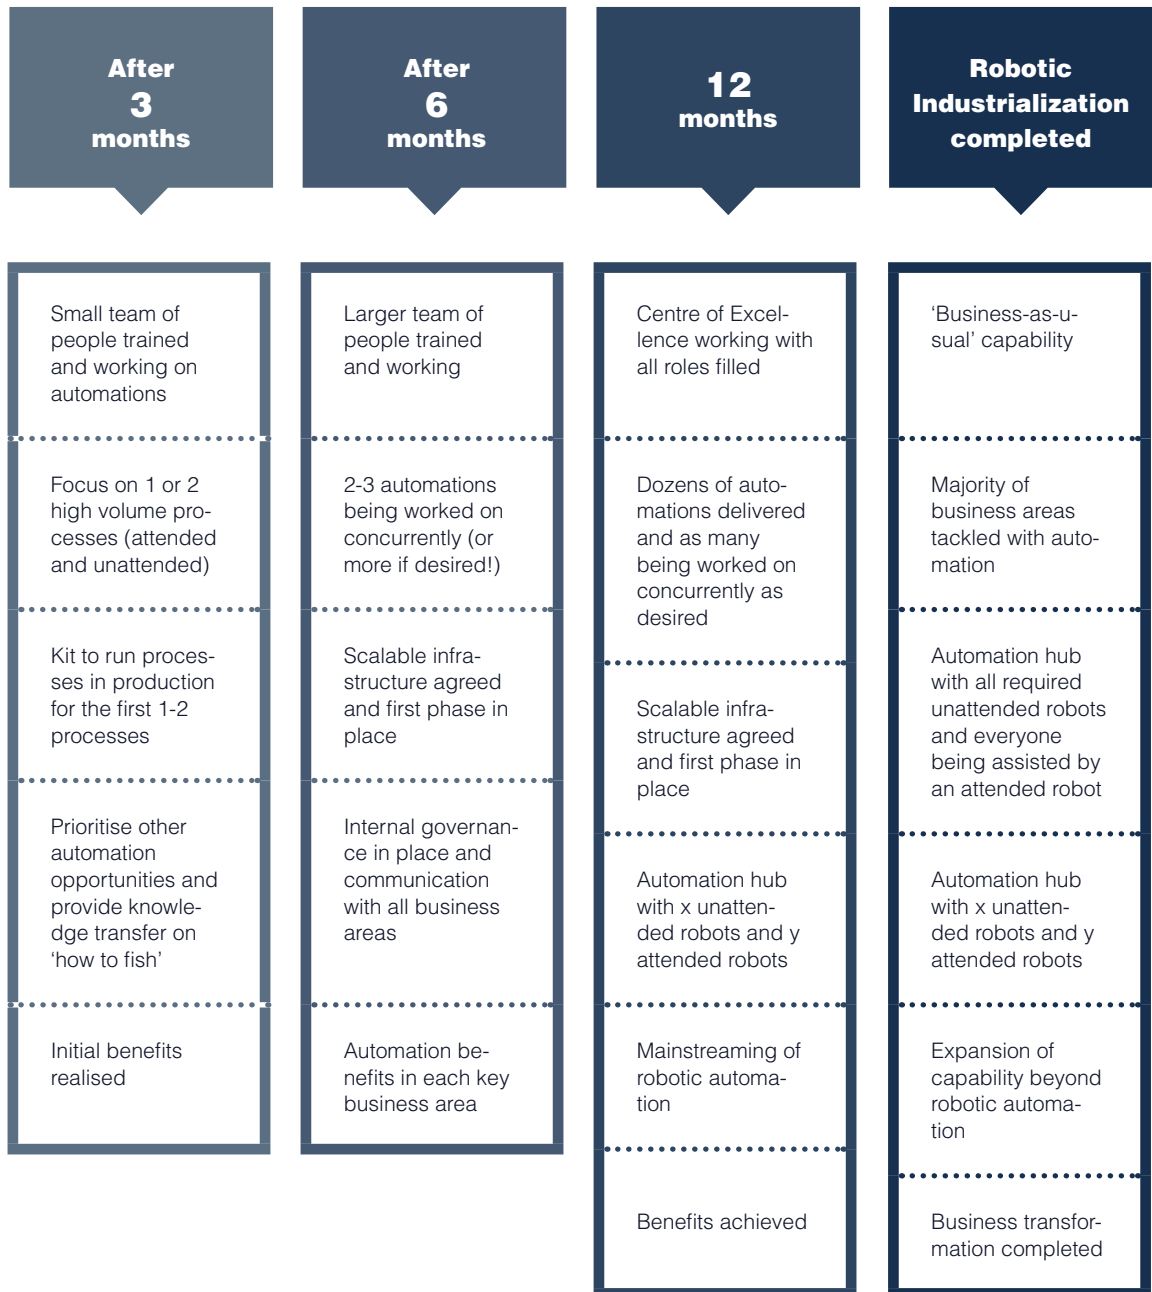 After
3
months
After
6
months
12
months
Robotic
Industrialization
completed
Small team of
people trained
and working on
automations
Focus on 1 or 2
high volume pro-
cesses (attended
and unattended)
Kit to run proces-
ses in production
for the first 1-2
processes
Prioritise other
automation
opportunities and
provide knowle-
dge transfer on
‘how to fish’
Initial benefits
realised
Larger team of
people trained
and working
2-3 automations
being worked on
concurrently (or
more if desired!)
Scalable infra-
structure agreed
and first phase in
place
Internal governan-
ce in place and
communication
with all business
areas
Automation be-
nefits in each key
business area
Centre of Excel-
lence working with
all roles filled
Dozens of auto-
mations delivered
and as many
being worked on
concurrently as
desired
Scalable infra-
structure agreed
and first phase in
place
Automation hub
with x unatten-
ded robots and y
attended robots
Mainstreaming of
robotic automa-
tion
Benefits achieved
‘Business-as-u-
sual’ capability
Majority of
business areas
tackled with auto-
mation
Automation hub
with all required
unattended robots
and everyone
being assisted by
an attended robot
Automation hub
with x unatten-
ded robots and y
attended robots
Expansion of
capability beyond
robotic automa-
tion
Business transfor-
mation completed